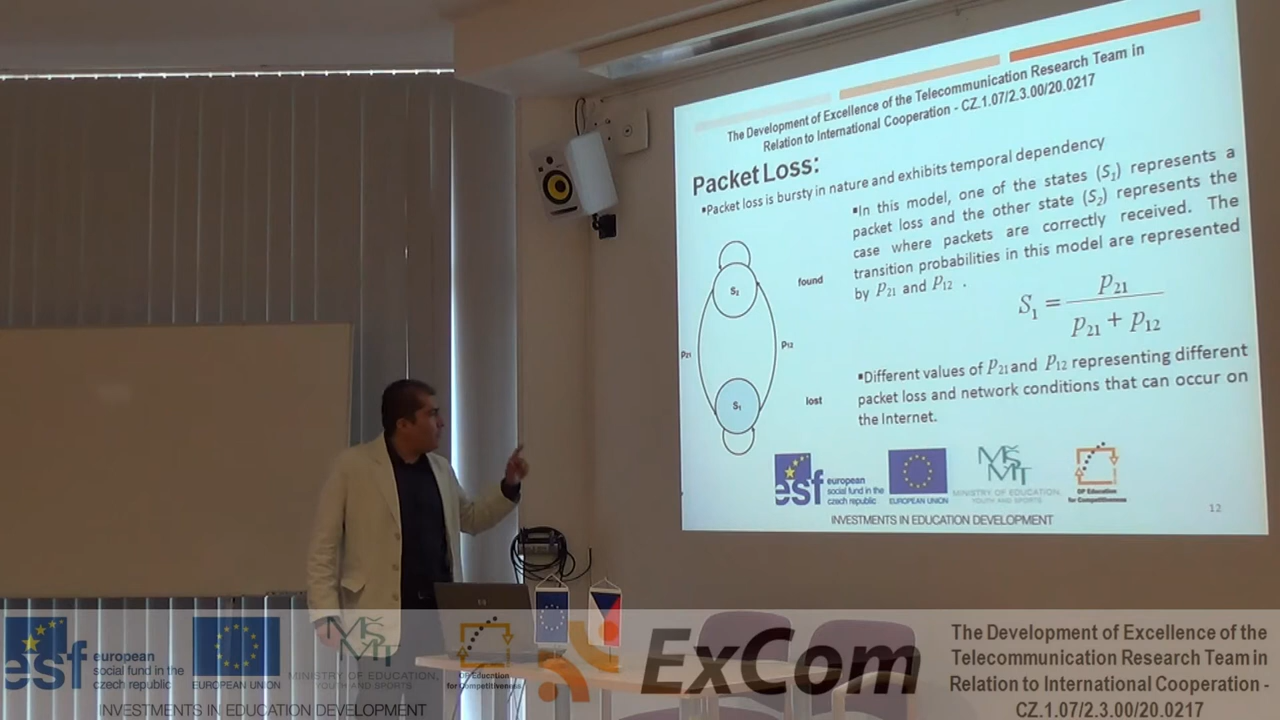 The Development of Excellence of the Telecommunication Research Team in
Relation to International Cooperation - CZ.1.07/2.3.00/20.0217
Packet Loss:
▪Packet loss is bursty in nature and exhibits temporal dependency
▪In this model, one of the states (S₁) represents a
packet loss and the other state (S₂) represents the
case where packets are correctly received. The
transition probabilities in this model are represented
by P₂₁ and P₁₂ .
S₂
found
P₂₁
P₁₂
S₁
lost
S₁ = p₂₁ / (p₂₁ + p₁₂)
▪Different values of P₂₁ and P₁₂ representing different
packet loss and network conditions that can occur on
the Internet.
esf
european
social fund in the
czech republic
EUROPEAN UNION
MŠMT
MINISTRY OF EDUCATION,
YOUTH AND SPORTS
OP Education
for Competitiveness
INVESTMENTS IN EDUCATION DEVELOPMENT
12
hp
esf
european
social fund in the
czech republic
EUROPEAN UNION
MŠMT
MINISTRY OF EDUCATION,
YOUTH AND SPORTS
OP Education
for Competitiveness
INVESTMENTS IN EDUCATION DEVELOPMENT
ExCom
The Development of Excellence of the
Telecommunication Research Team in
Relation to International Cooperation -
CZ.1.07/2.3.00/20.0217